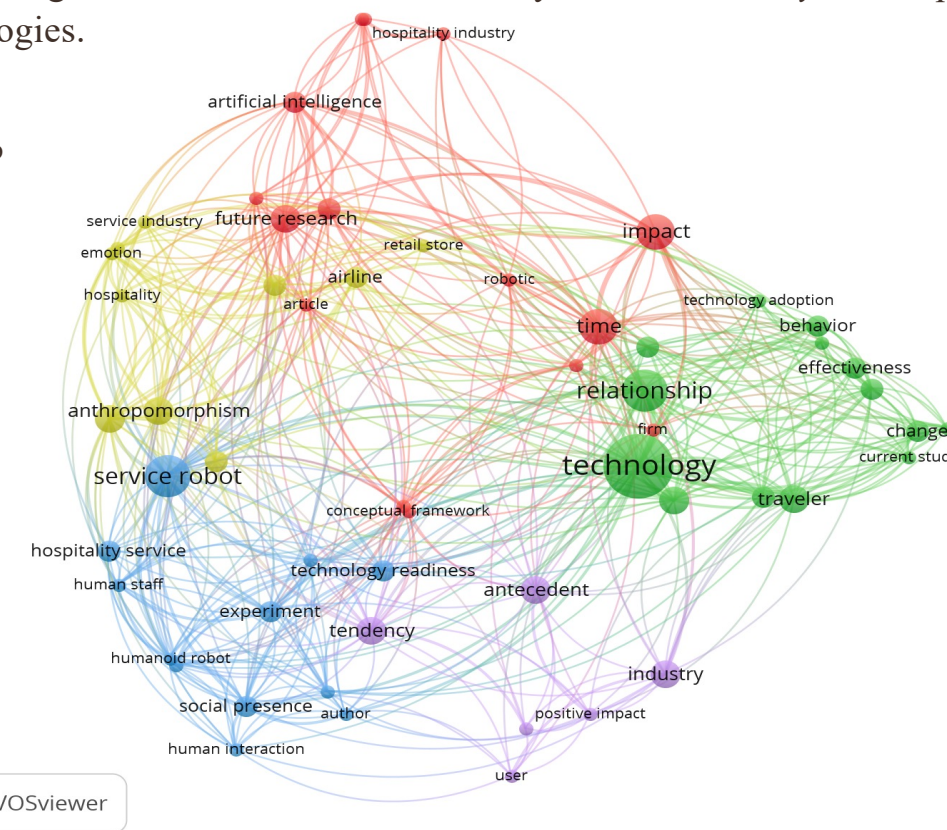 ogies.
hospitality industry
artificial intelligence
service industry
future research
impact
emotion
retail store
airline
robotic
hospitality
article
technology adoption
time
behavior
effectiveness
relationship
anthropomorphism
firm
change
current stud
technology
service robot
traveler
conceptual framework
hospitality service
technology readiness
human staff
antecedent
experiment
tendency
humanoid robot
industry
social presence
author
positive impact
human interaction
user
VOSviewer